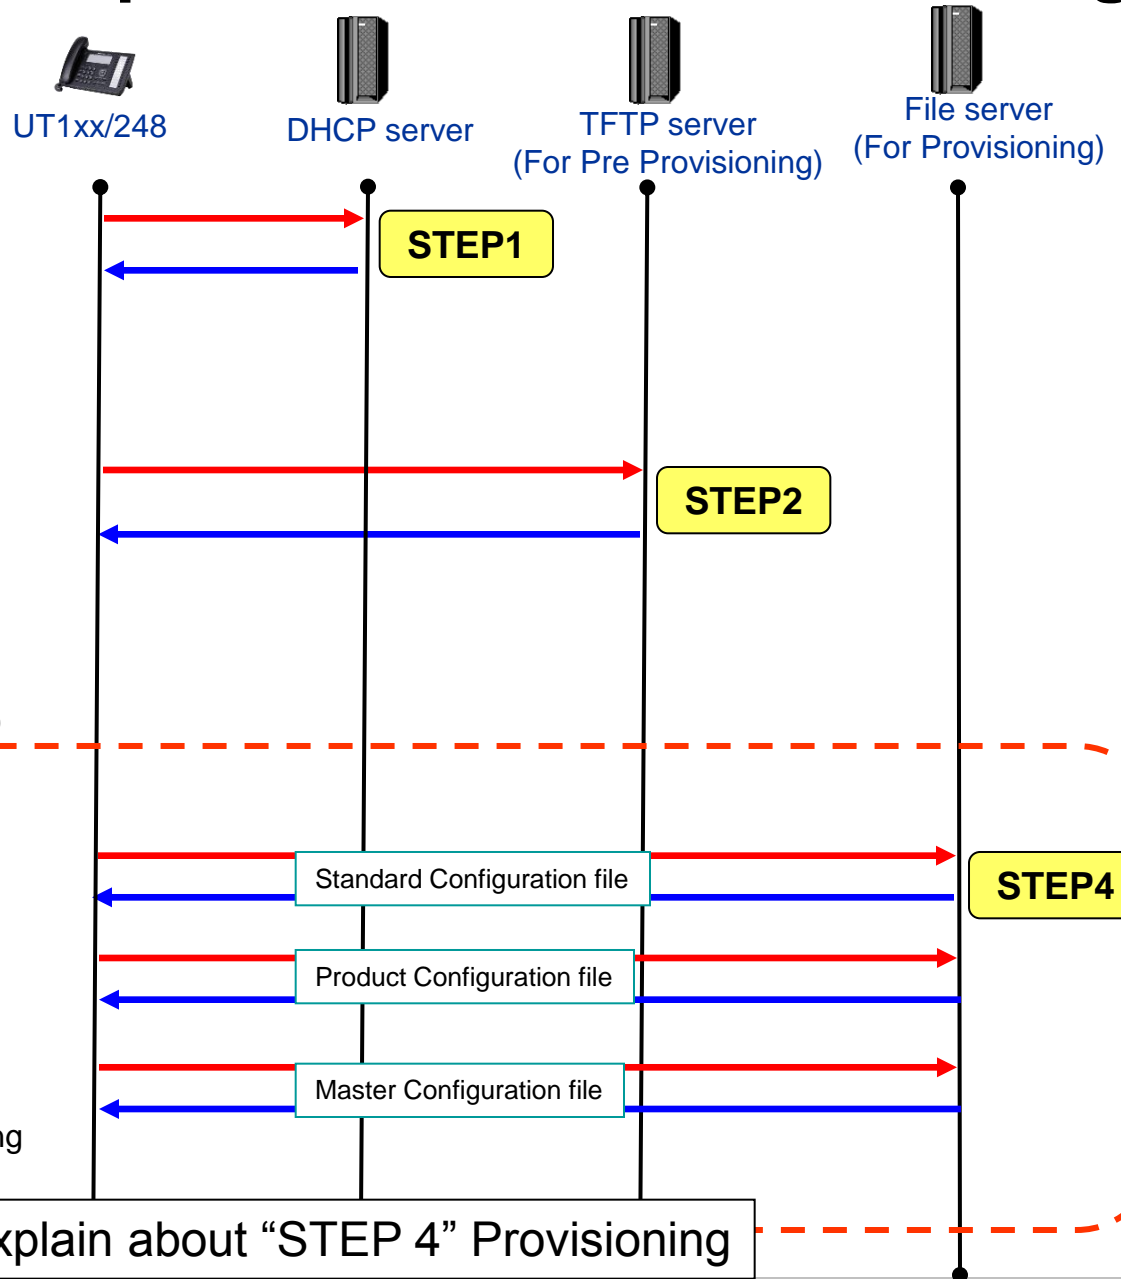 UT1xx/248
DHCP server
TFTP server
(For Pre Provisioning)
File server
(For Provisioning)
STEP1
STEP2
Standard Configuration file
STEP4
Product Configuration file
Master Configuration file
ng
xplain about “STEP 4” Provisioning